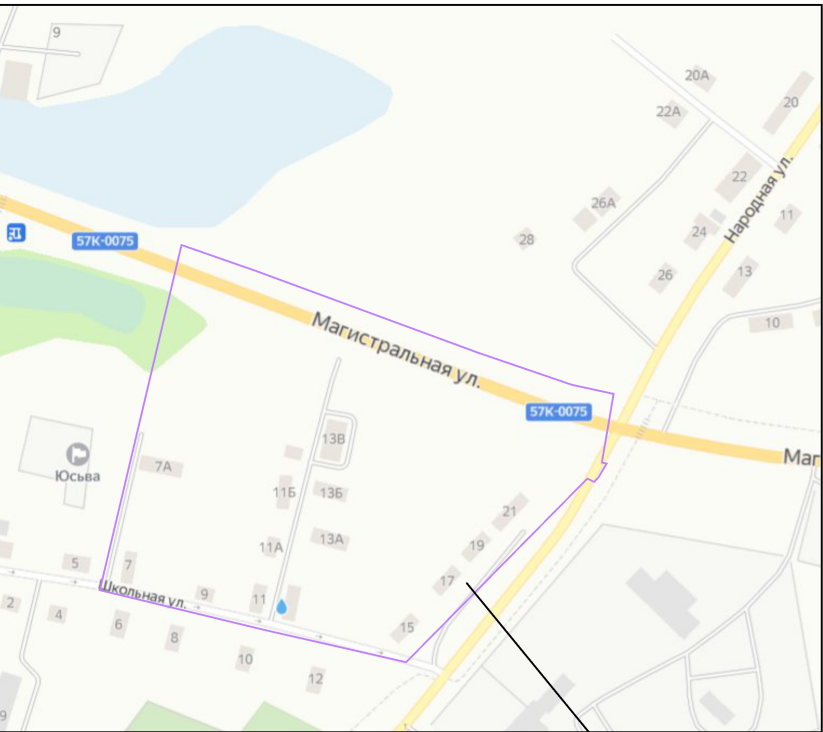 9
20А
20
22А
22
Народная ул.
26А
11
24
28
57К-0075
26
13
10
Магистральная ул.
57К-0075
13В
Маг
7А
Юсьва
11Б
13Б
21
13А
11А
19
5
7
17
Школьная ул.
9
11
2
4
6
15
8
10
12
9